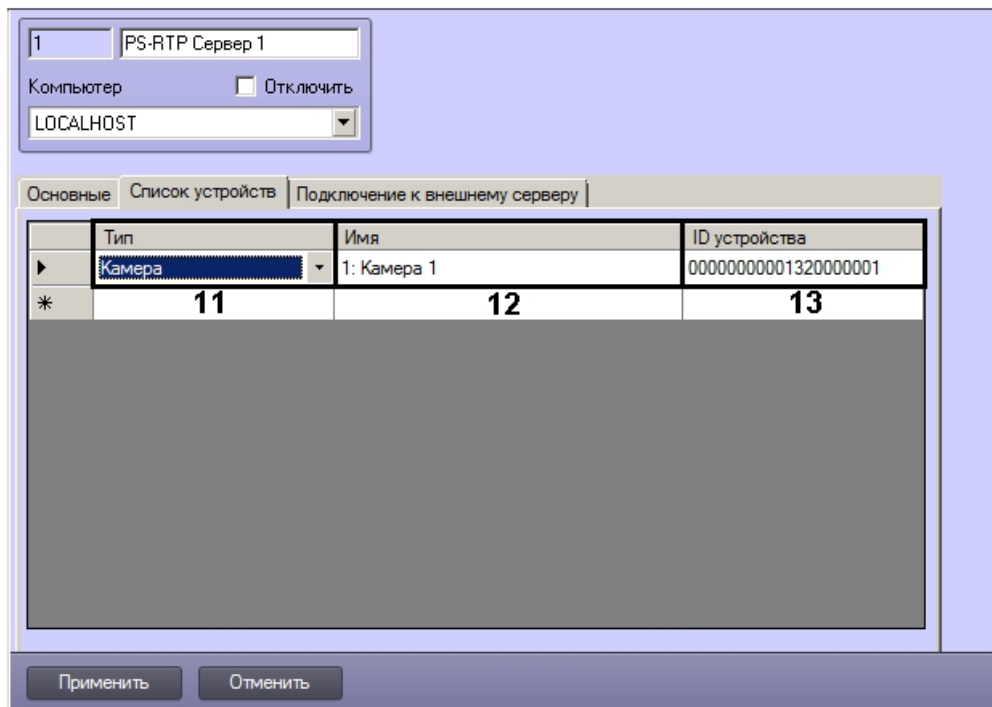 1 PS-RTP Сервер 1
Компьютер Отключить
LOCALHOST
Основные Список устройств Подключение к внешнему серверу
Тип Имя ID устройства
Камера 1: Камера 1 00000000001320000001
11 12 13
Применить Отменить